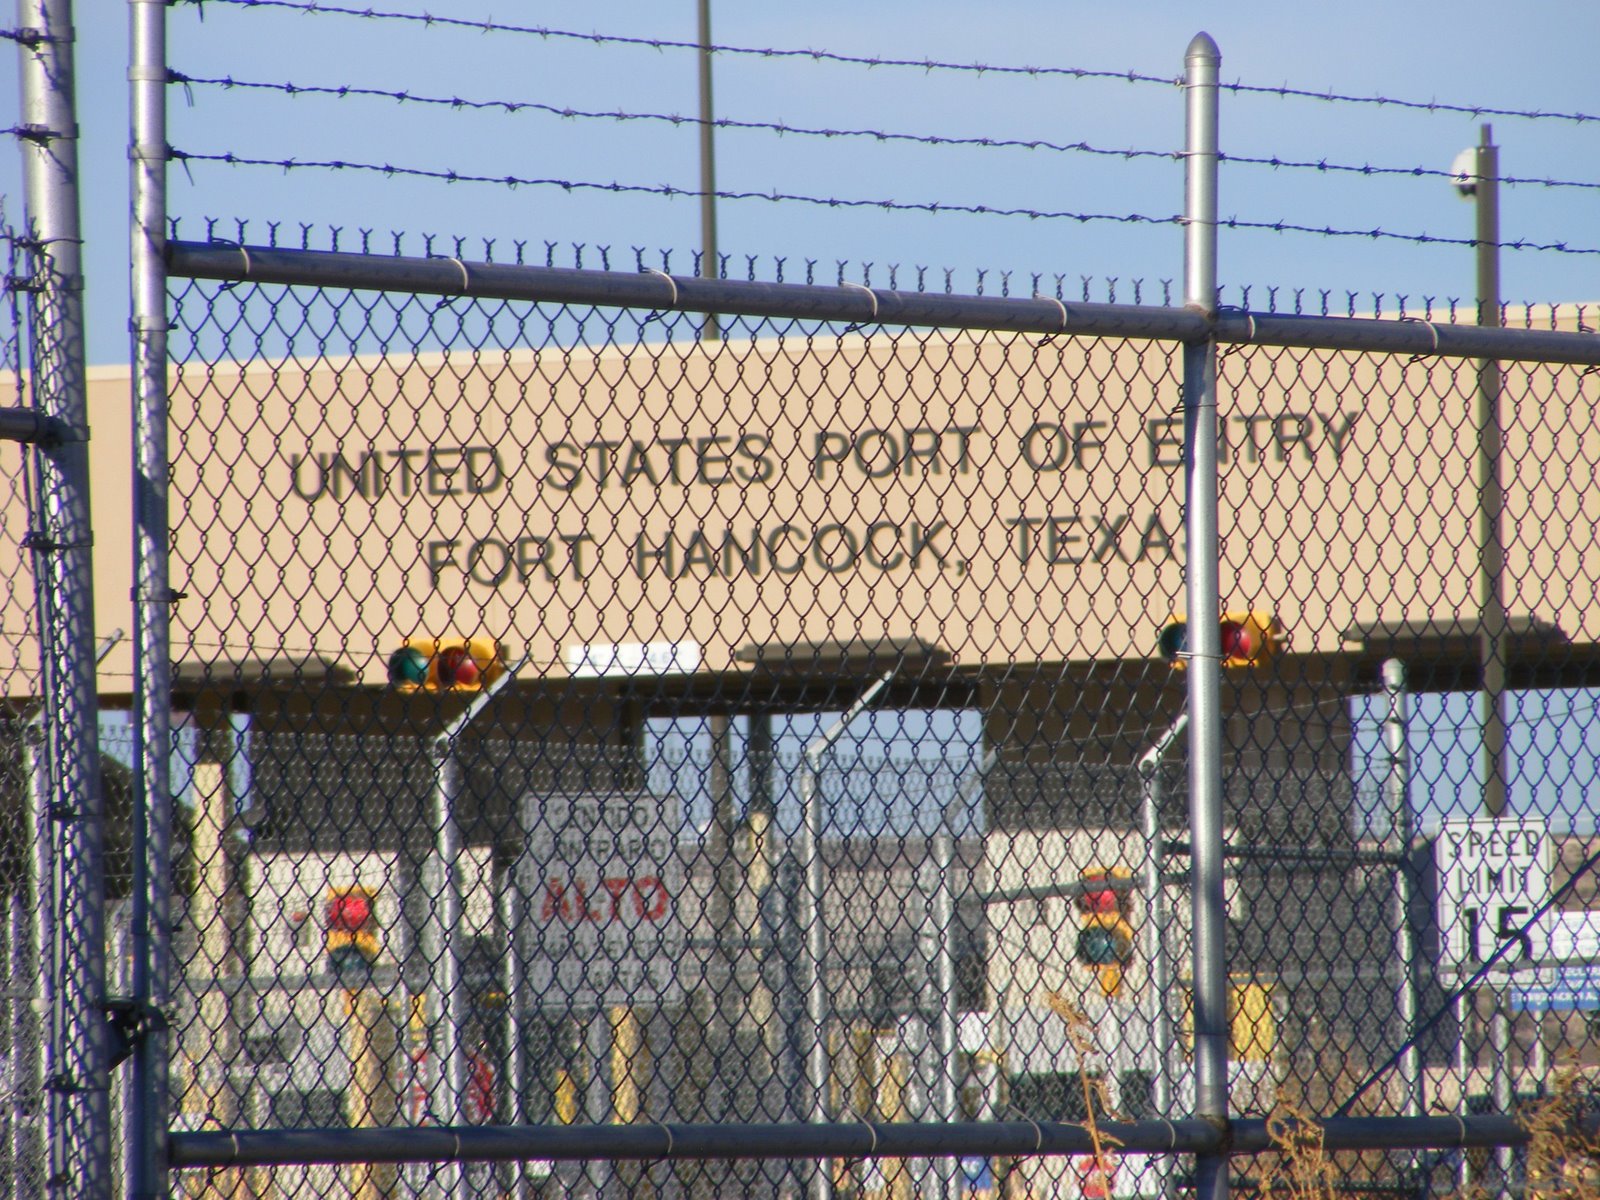 UNITED STATES PORT OF ENTRY
FORT HANCOCK, TEXAS
ALTO
SPEED
LIMIT
15